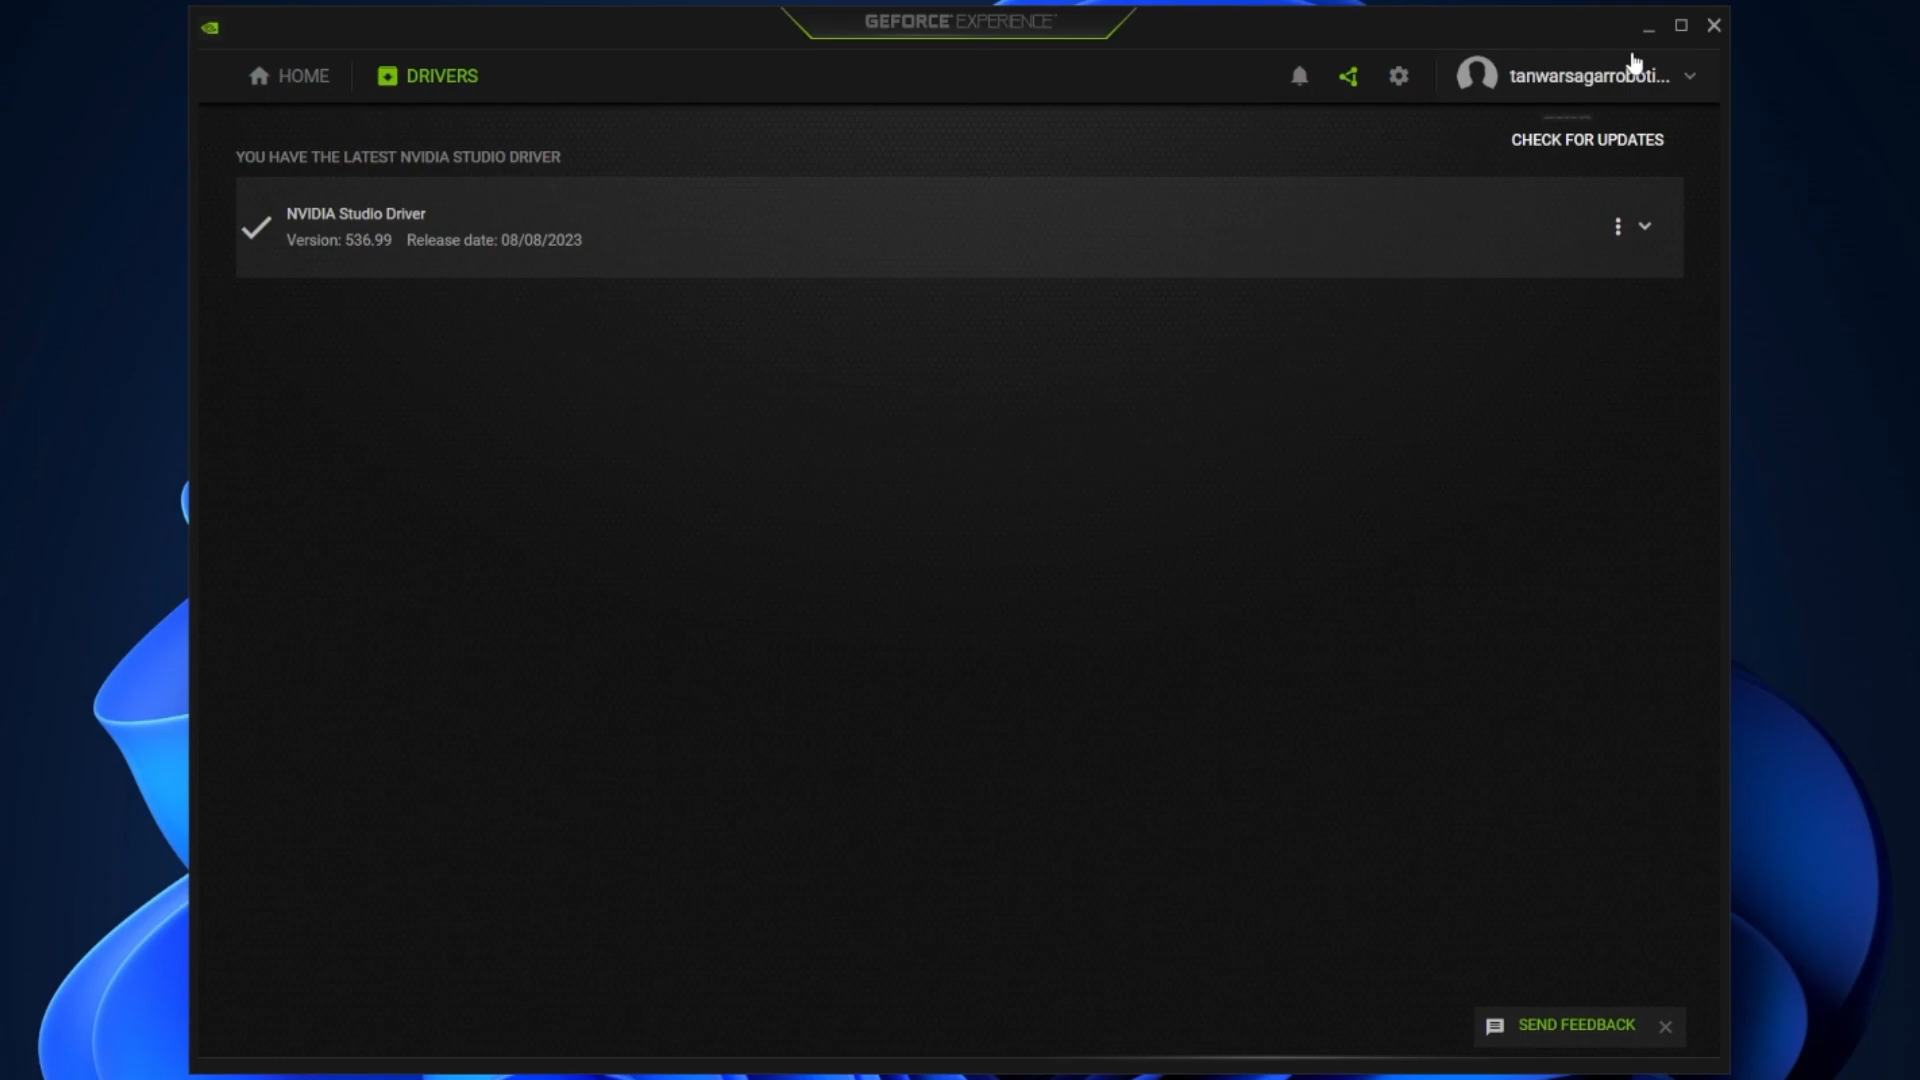 GEFORCE EXPERIENCE
HOME
DRIVERS
tanwarsagarroboti...
CHECK FOR UPDATES
YOU HAVE THE LATEST NVIDIA STUDIO DRIVER
NVIDIA Studio Driver
Version: 536.99 Release date: 08/08/2023
SEND FEEDBACK